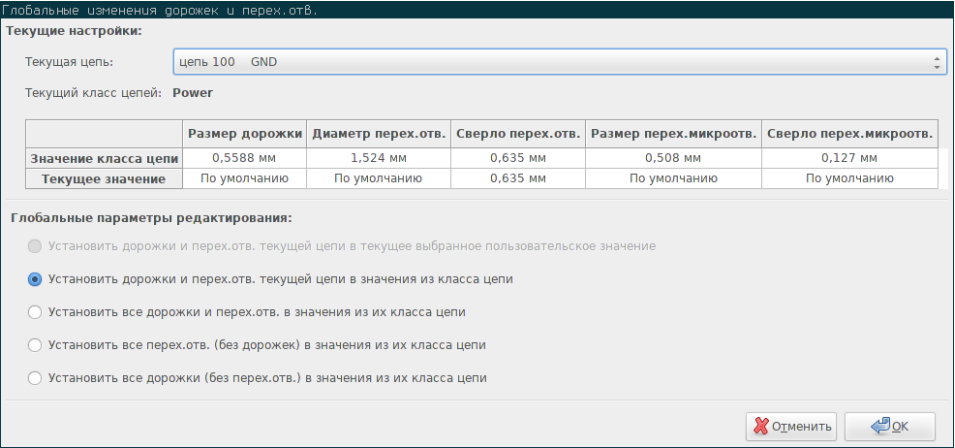 Глобальные изменения дорожек и перех.отв.
Текущие настройки:
Текущая цепь: цепь 100 GND
Текущий класс цепей: Power
Размер дорожки Диаметр перех.отв. Сверло перех.отв. Размер перех.микроотв. Сверло перех.микроотв.
Значение класса цепи 0,5588 мм 1,524 мм 0,635 мм 0,508 мм 0,127 мм
Текущее значение По умолчанию По умолчанию 0,635 мм По умолчанию По умолчанию
Глобальные параметры редактирования:
Установить дорожки и перех.отв. текущей цепи в текущее выбранное пользовательское значение
Установить дорожки и перех.отв. текущей цепи в значения из класса цепи
Установить все дорожки и перех.отв. в значения из их класса цепи
Установить все перех.отв. (без дорожек) в значения из их класса цепи
Установить все дорожки (без перех.отв.) в значения из их класса цепи
Отменить OK